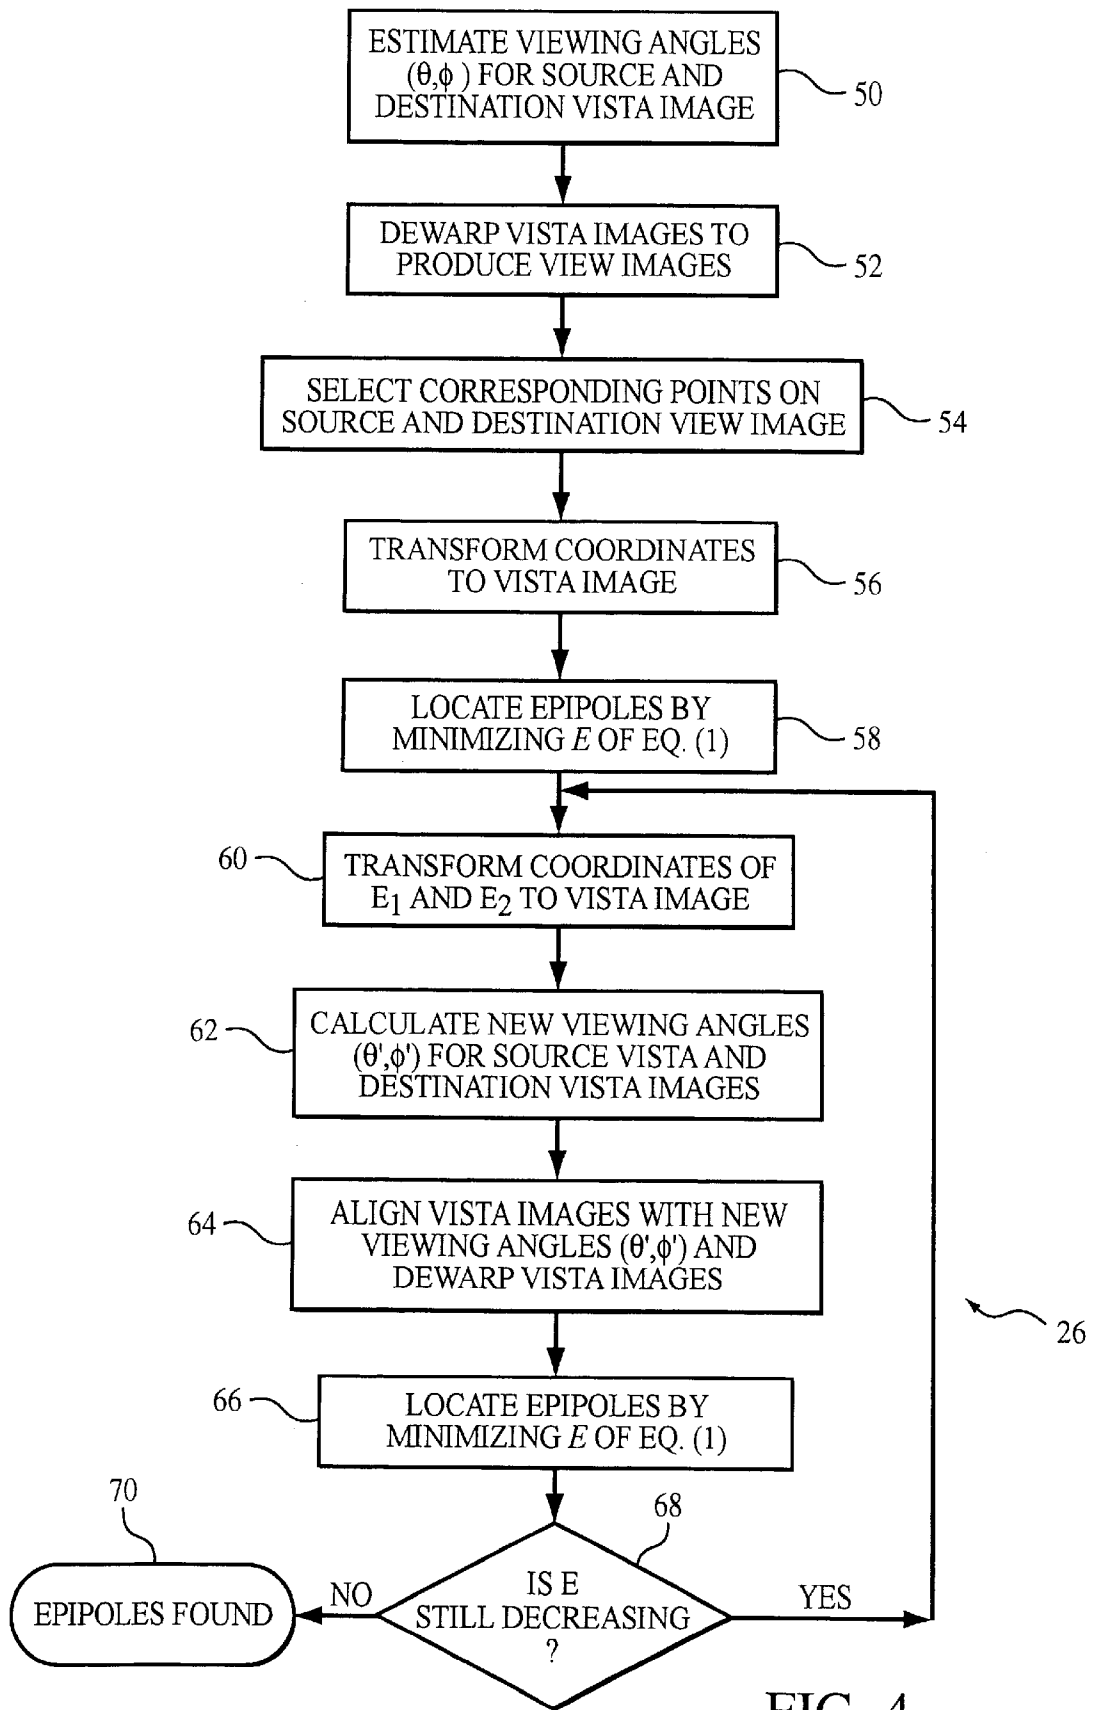 ESTIMATE VIEWING ANGLES
(θ,ϕ ) FOR SOURCE AND
DESTINATION VISTA IMAGE
50
DEWARP VISTA IMAGES TO
PRODUCE VIEW IMAGES
52
SELECT CORRESPONDING POINTS ON
SOURCE AND DESTINATION VIEW IMAGE
54
TRANSFORM COORDINATES
TO VISTA IMAGE
56
LOCATE EPIPOLES BY
MINIMIZING E OF EQ. (1)
58
60
TRANSFORM COORDINATES OF
E1 AND E2 TO VISTA IMAGE
62
CALCULATE NEW VIEWING ANGLES
(θ',ϕ') FOR SOURCE VISTA AND
DESTINATION VISTA IMAGES
64
ALIGN VISTA IMAGES WITH NEW
VIEWING ANGLES (θ',ϕ') AND
DEWARP VISTA IMAGES
26
66
LOCATE EPIPOLES BY
MINIMIZING E OF EQ. (1)
70
68
EPIPOLES FOUND
NO
IS E
STILL DECREASING
?
YES
FIG. 4